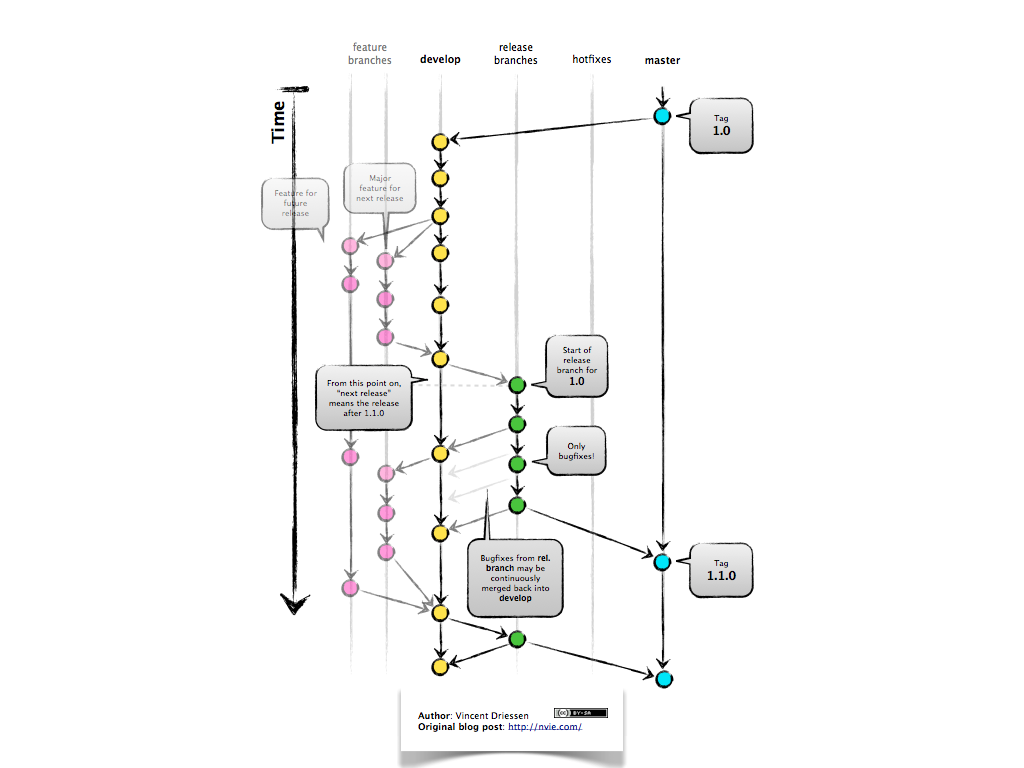 feature
branches
develop
release
branches
hotfixes
master
Time
Tag
1.0
Major
feature for
next release
Feature for
future
release
Start of
release
branch for
1.0
From this point on,
"next release"
means the release
after 1.1.0
Only
bugfixes!
Tag
1.1.0
Bugfixes from rel.
branch may be
continuously
merged back into
develop
Author: Vincent Driessen
Original blog post: http://nvie.com/
(cc) BY-SA